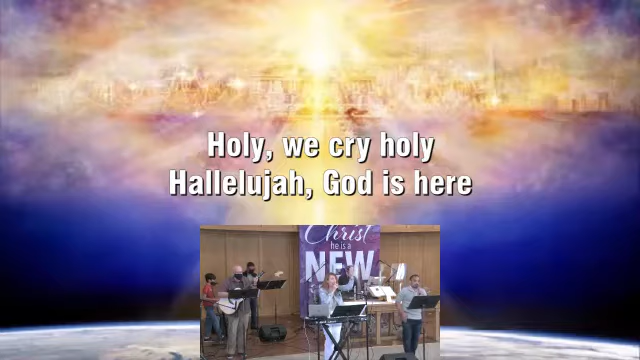 Holy, we cry holy
Hallelujah, God is here
Christ
he is a
NEW